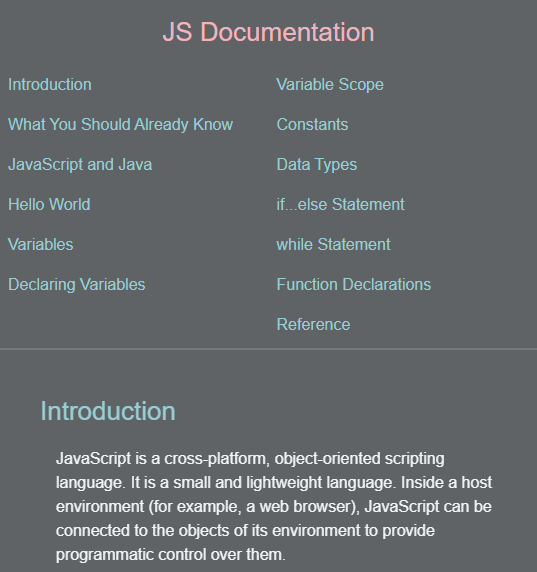 JS Documentation
Introduction
What You Should Already Know
JavaScript and Java
Hello World
Variables
Declaring Variables
Variable Scope
Constants
Data Types
if...else Statement
while Statement
Function Declarations
Reference
Introduction
JavaScript is a cross-platform, object-oriented scripting
language. It is a small and lightweight language. Inside a host
environment (for example, a web browser), JavaScript can be
connected to the objects of its environment to provide
programmatic control over them.